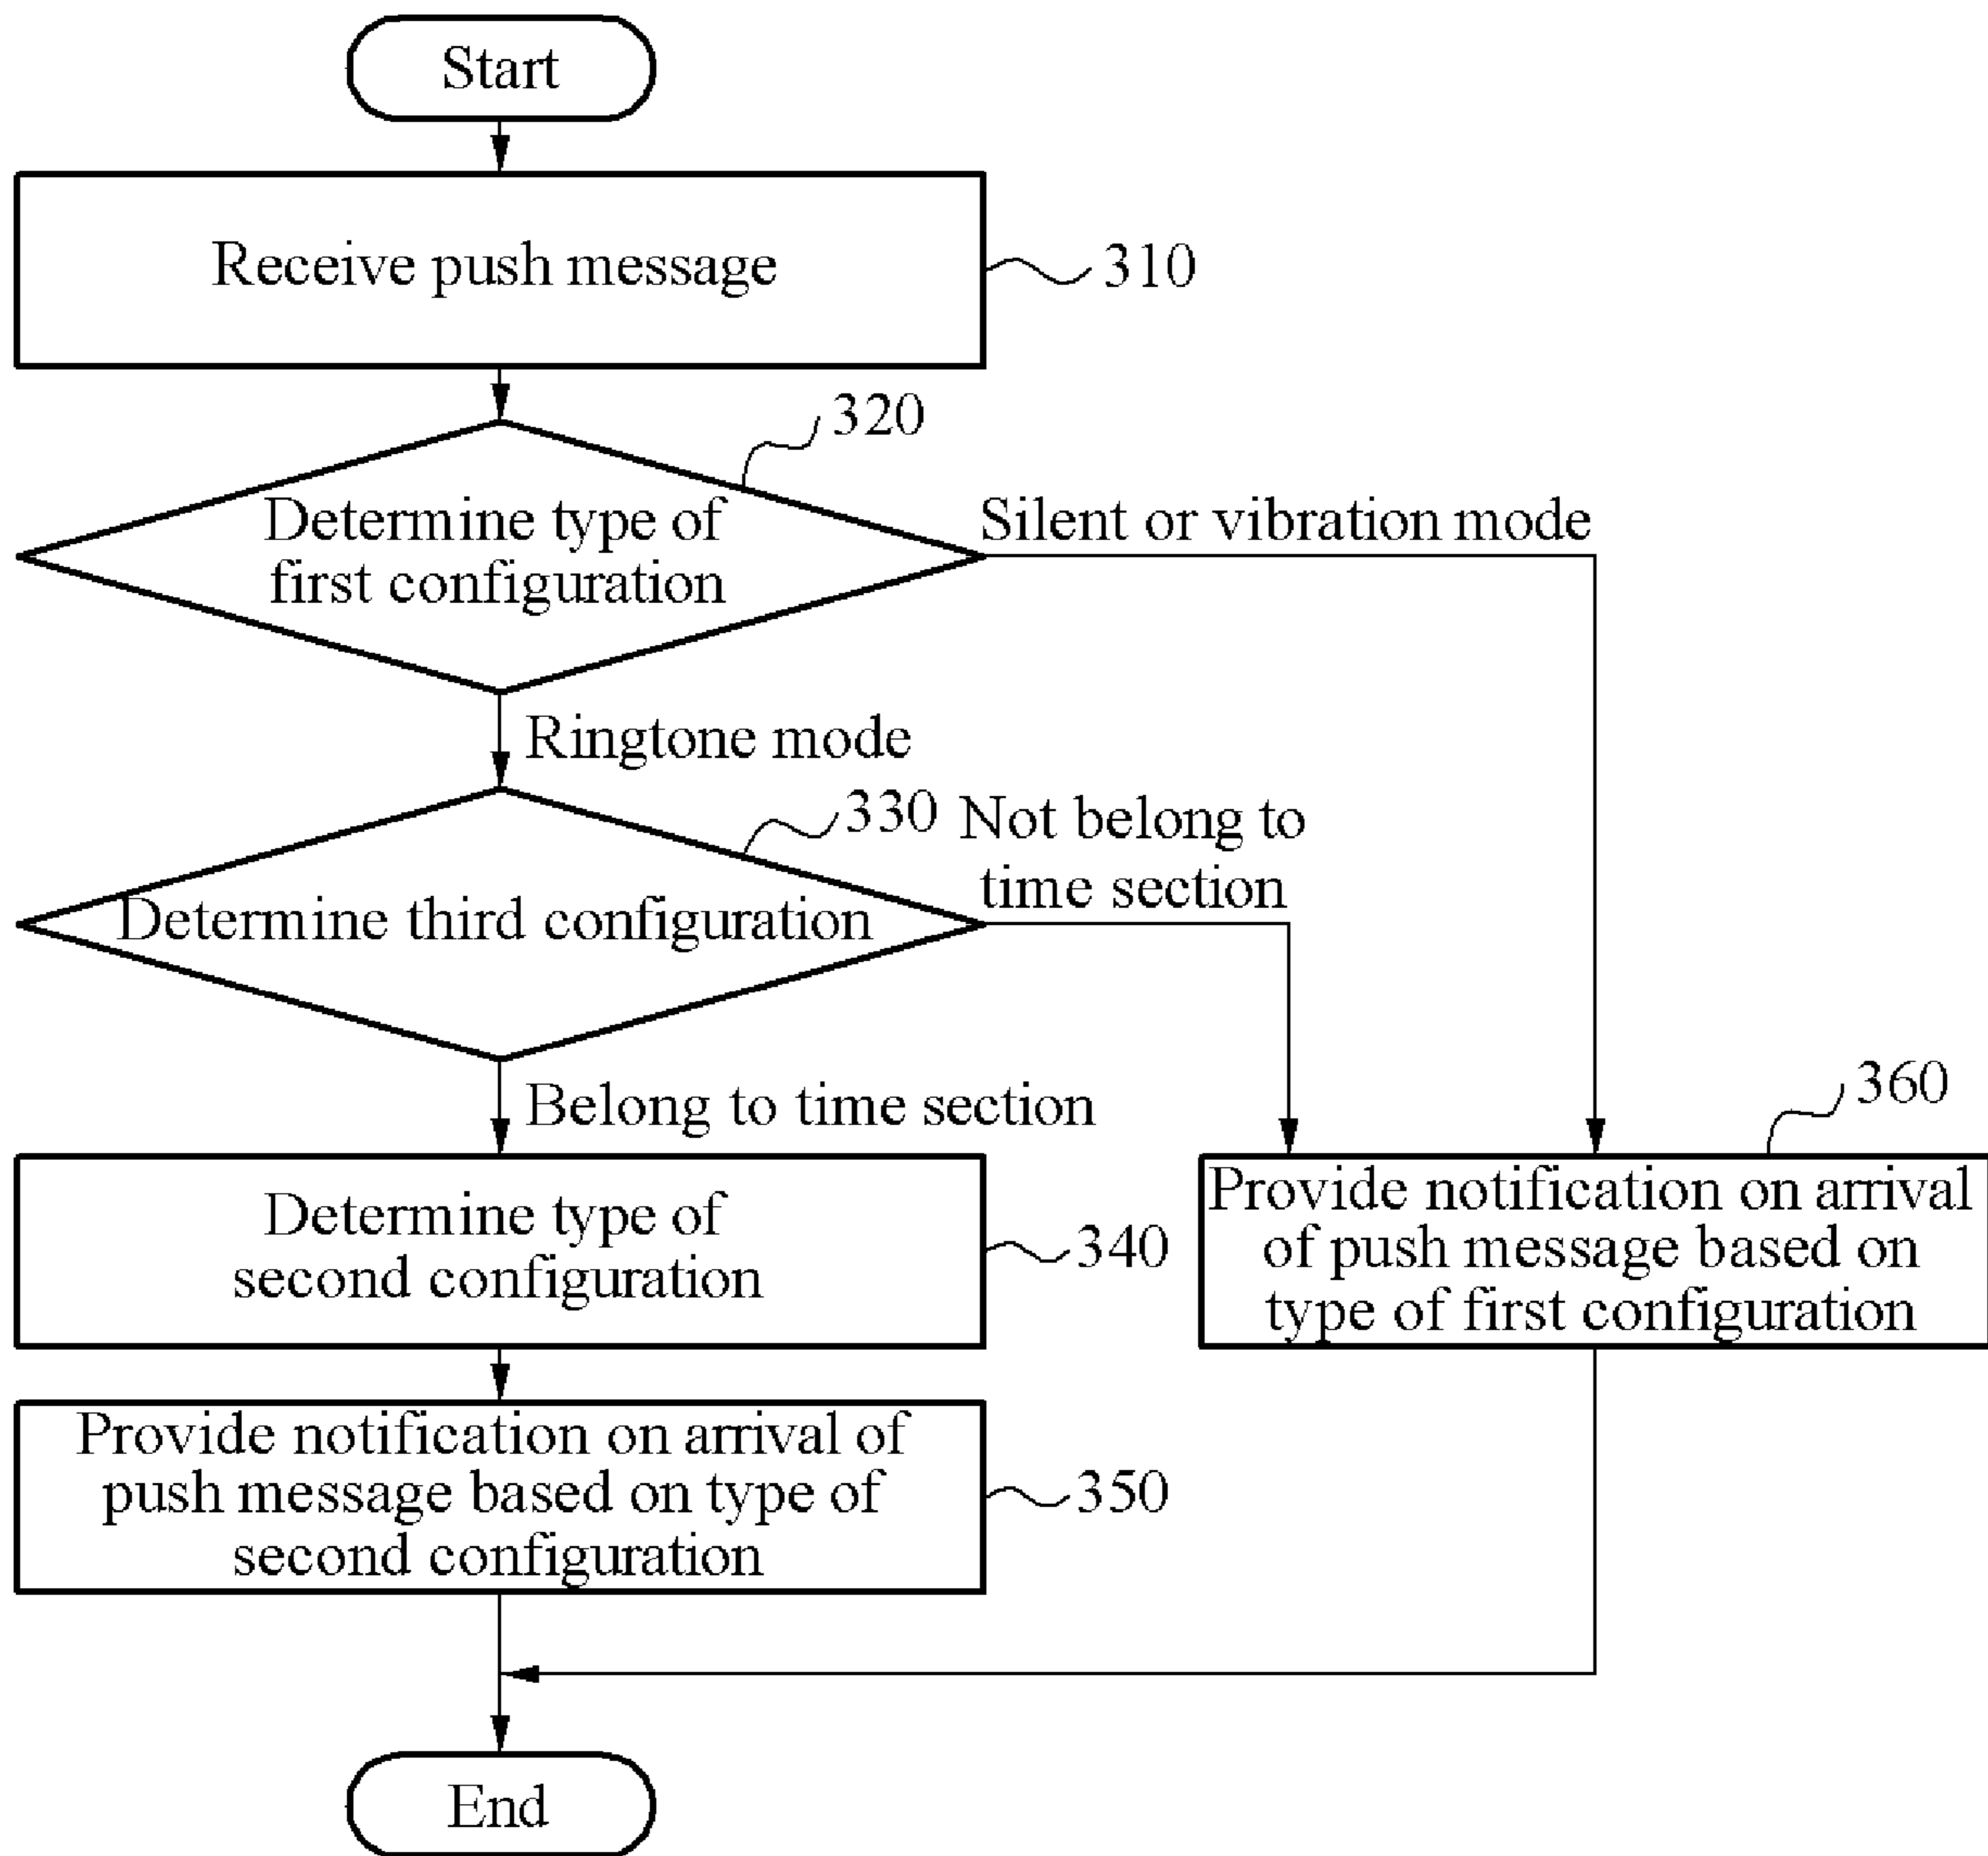 Start
Receive push message
310
320
Determine type of
first configuration
Silent or vibration mode
Ringtone mode
330
Not belong to
time section
Determine third configuration
Belong to time section
360
Determine type of
second configuration
340
Provide notification on arrival
of push message based on
type of first configuration
Provide notification on arrival of
push message based on type of
second configuration
350
End